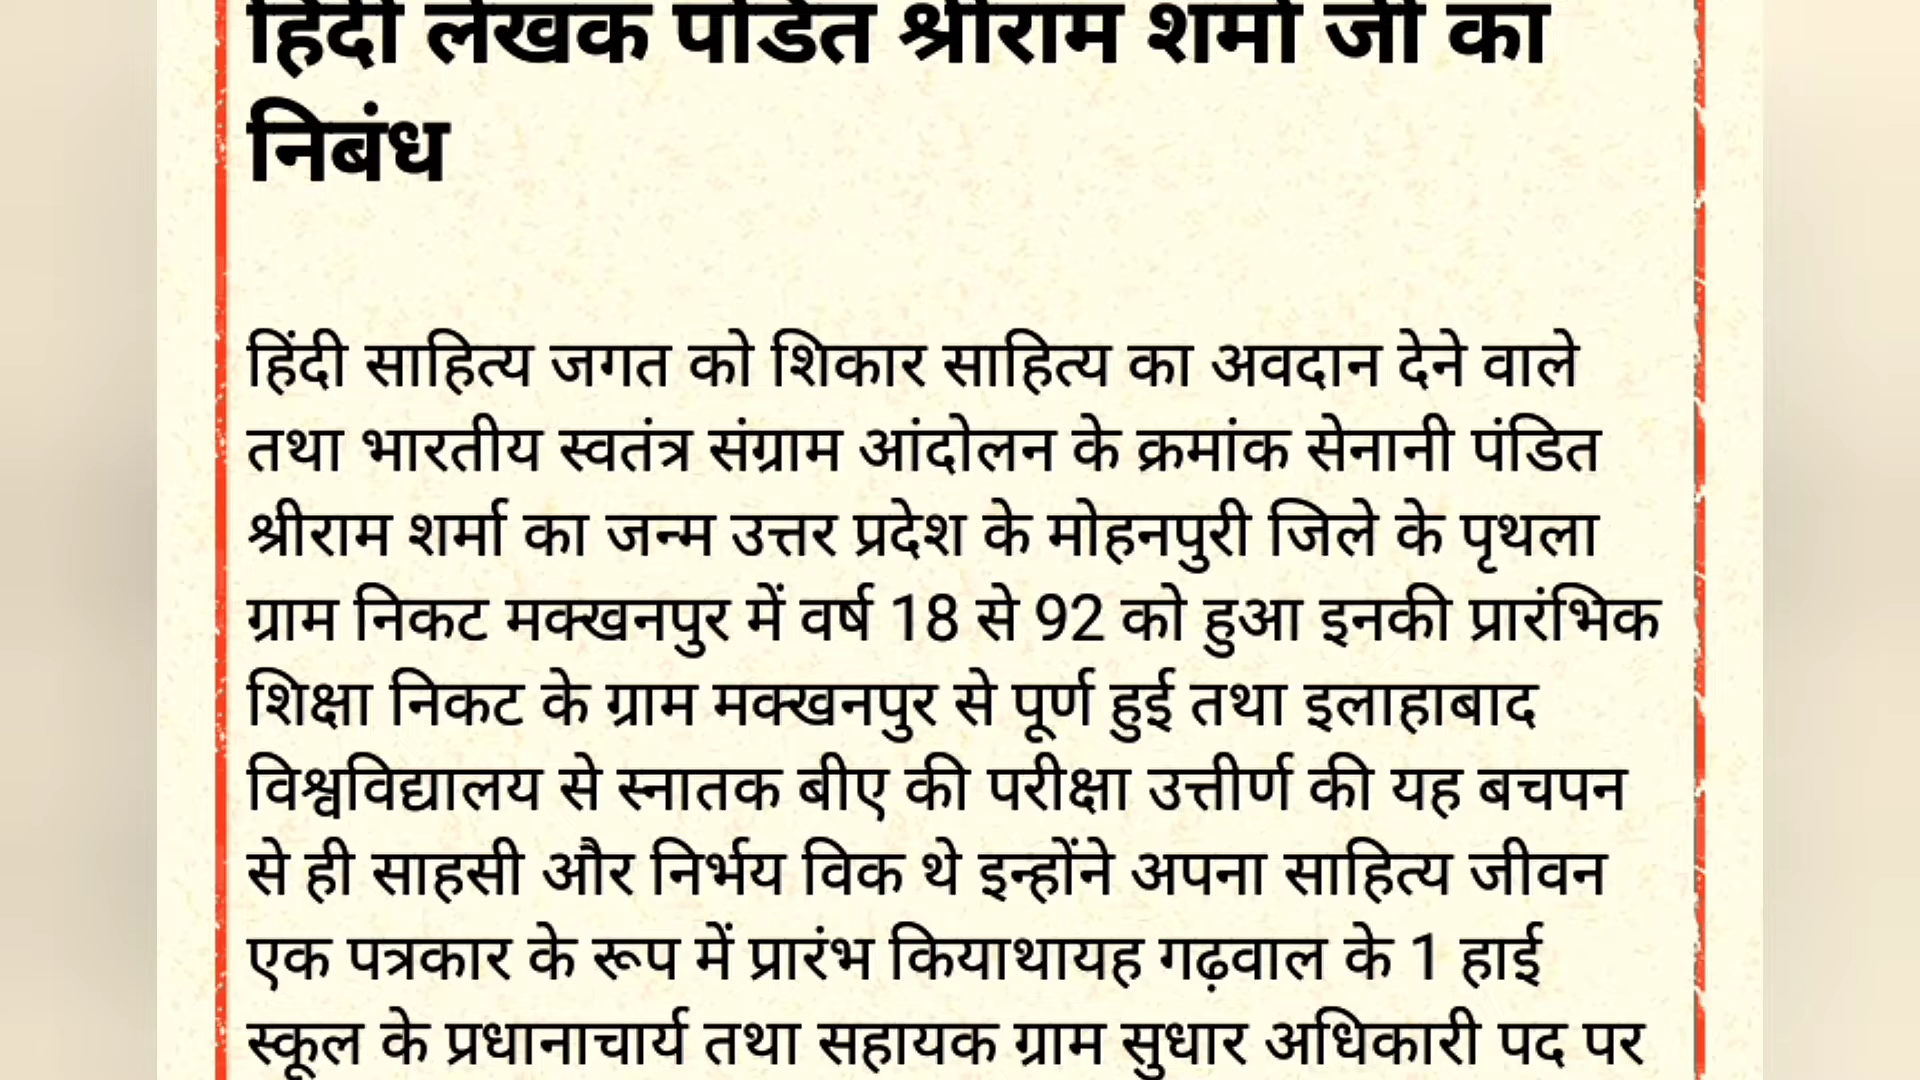 हिंदी लेखक पंडित श्रीराम शर्मा जी का
निबंध
हिंदी साहित्य जगत को शिकार साहित्य का अवदान देने वाले
तथा भारतीय स्वतंत्र संग्राम आंदोलन के क्रमांक सेनानी पंडित
श्रीराम शर्मा का जन्म उत्तर प्रदेश के मोहनपुरी जिले के पृथला
ग्राम निकट मक्खनपुर में वर्ष 18 से 92 को हुआ इनकी प्रारंभिक
शिक्षा निकट के ग्राम मक्खनपुर से पूर्ण हुई तथा इलाहाबाद
विश्वविद्यालय से स्नातक बीए की परीक्षा उत्तीर्ण की यह बचपन
से ही साहसी और निर्भय विक थे इन्होंने अपना साहित्य जीवन
एक पत्रकार के रूप में प्रारंभ कियाथायह गढ़वाल के 1 हाई
स्कूल के प्रधानाचार्य तथा सहायक ग्राम सुधार अधिकारी पद पर